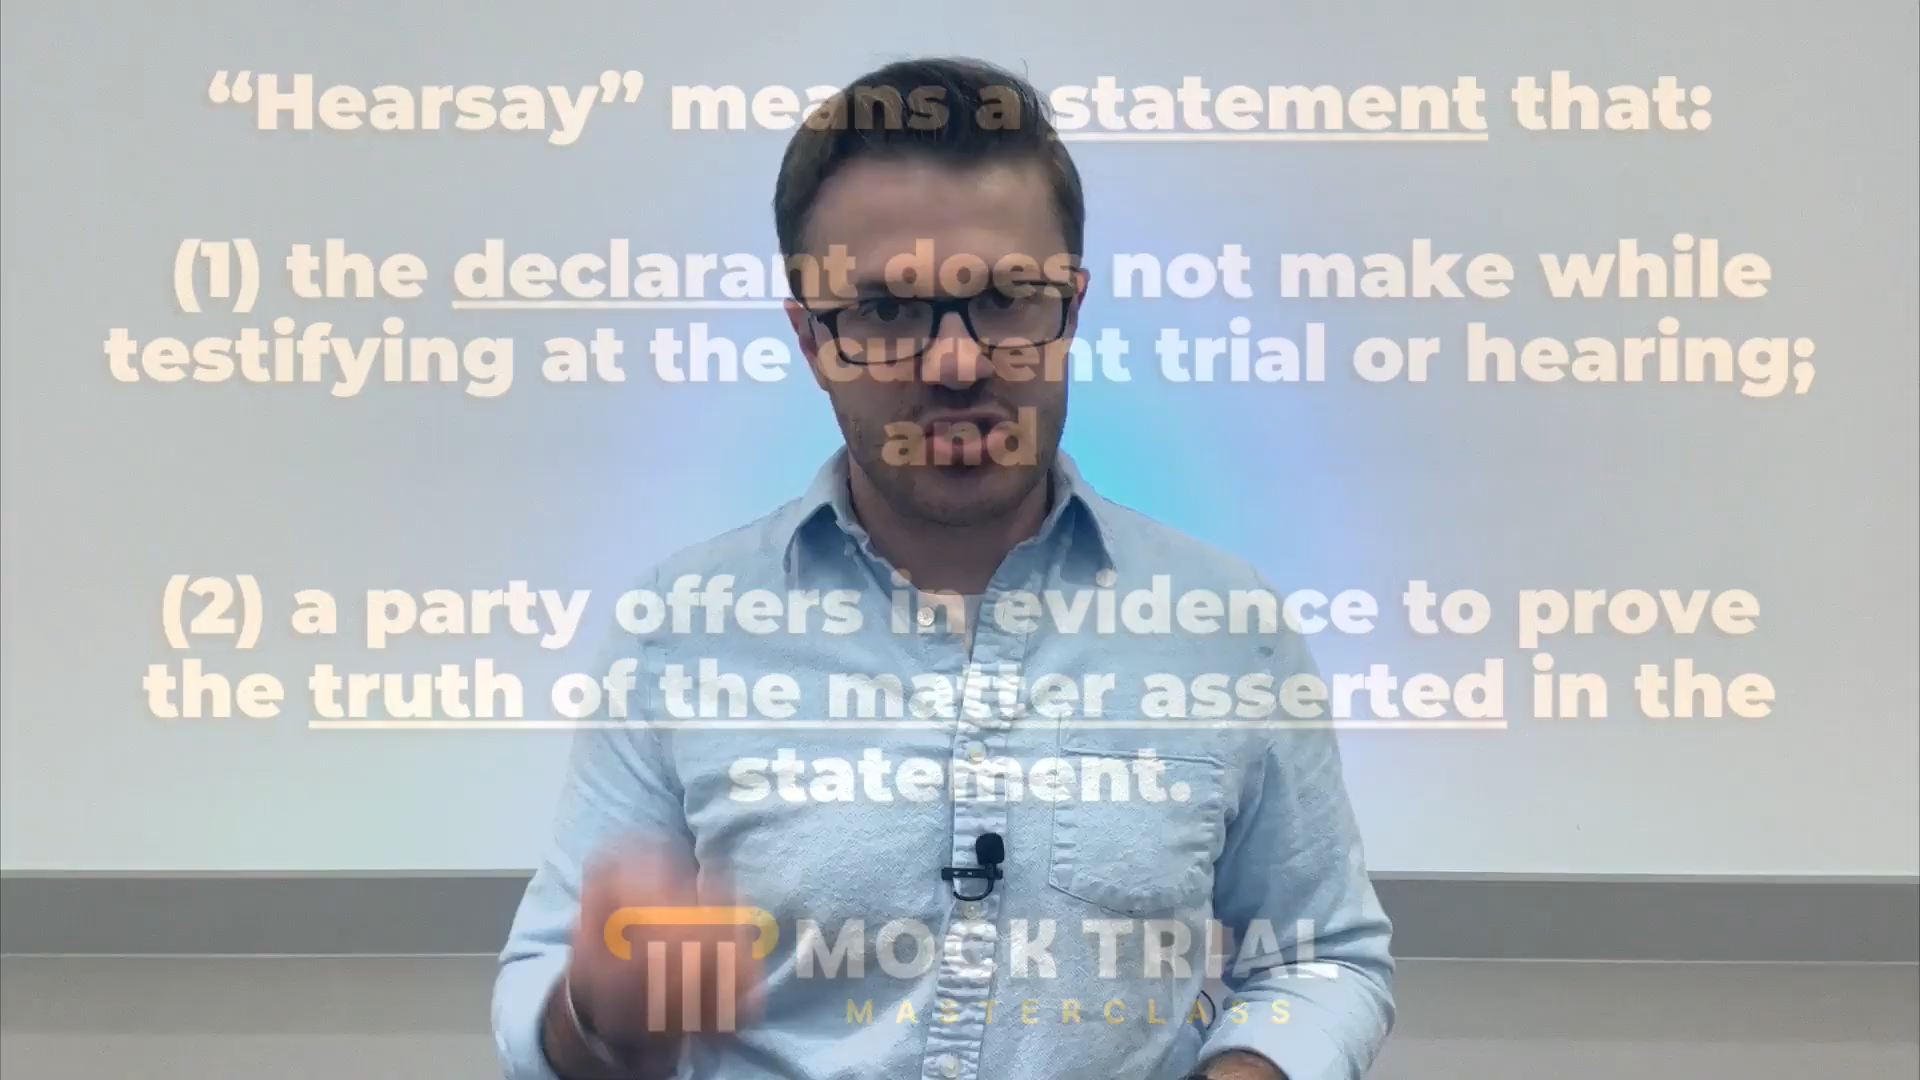 “Hearsay” means a statement that:
(1) the declarant does not make while
testifying at the current trial or hearing;
and
(2) a party offers in evidence to prove
the truth of the matter asserted in the
statement.
MOCK TRIAL
MASTERCLASS